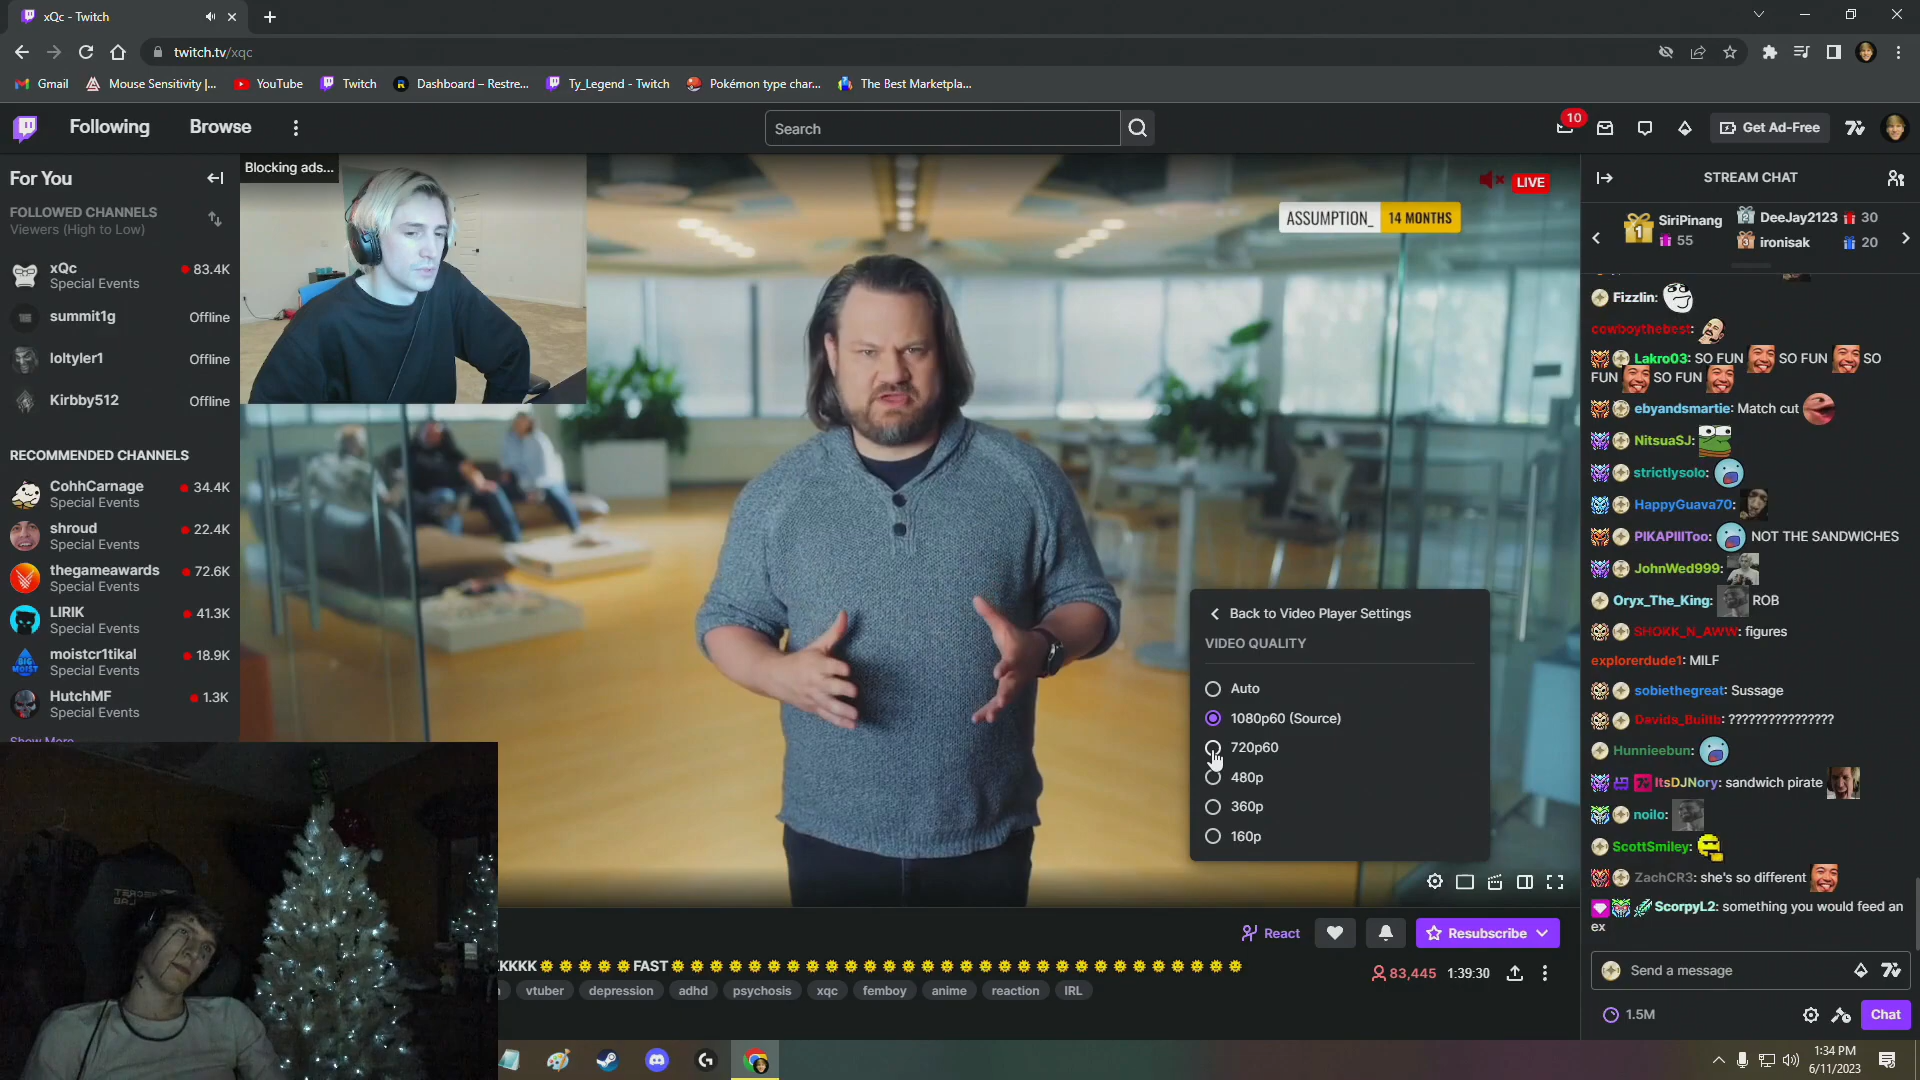 xQc - Twitch
twitch.tv/xqc
Gmail
Mouse Sensitivity |...
YouTube
Twitch
Dashboard – Restre...
Ty_Legend - Twitch
Pokémon type char...
The Best Marketpla...
Following
Browse
Search
10
Get Ad-Free
For You
FOLLOWED CHANNELS
Viewers (High to Low)
xQc
83.4K
Special Events
summit1g
Offline
loltyler1
Offline
Kirbby512
Offline
RECOMMENDED CHANNELS
CohhCarnage
34.4K
Special Events
shroud
22.4K
Special Events
thegameawards
72.6K
Special Events
LIRIK
41.3K
Special Events
moistcr1tikal
18.9K
Special Events
HutchMF
1.3K
Special Events
Show More
Blocking ads...
LIVE
ASSUMPTION_ 14 MONTHS
Back to Video Player Settings
VIDEO QUALITY
Auto
1080p60 (Source)
720p60
480p
360p
160p
React
Resubscribe
KKKK FAST
83,445
1:39:30
vtuber
depression
adhd
psychosis
xqc
femboy
anime
reaction
IRL
STREAM CHAT
1
SiriPinang
55
DeeJay2123 30
ironisak 20
Fizzlin:
cowboythebest:
Lakro03: SO FUN SO FUN SO
FUN SO FUN
ebyandsmartie: Match cut
NitsuaSJ:
strictlysolo:
HappyGuava70:
PIKAPIIIToo: NOT THE SANDWICHES
JohnWed999:
Oryx_The_King: ROB
SHOKK_N_AWW: figures
explorerdude1: MILF
sobiethegreat: Sussage
Davids_Builtb: ????????????????
Hunnieebun:
ItsDJNory: sandwich pirate
noilo:
ScottSmiley:
ZachCR3: she's so different
ScorpyL2: something you would feed an
ex
Send a message
1.5M
Chat
1:34 PM
6/11/2023